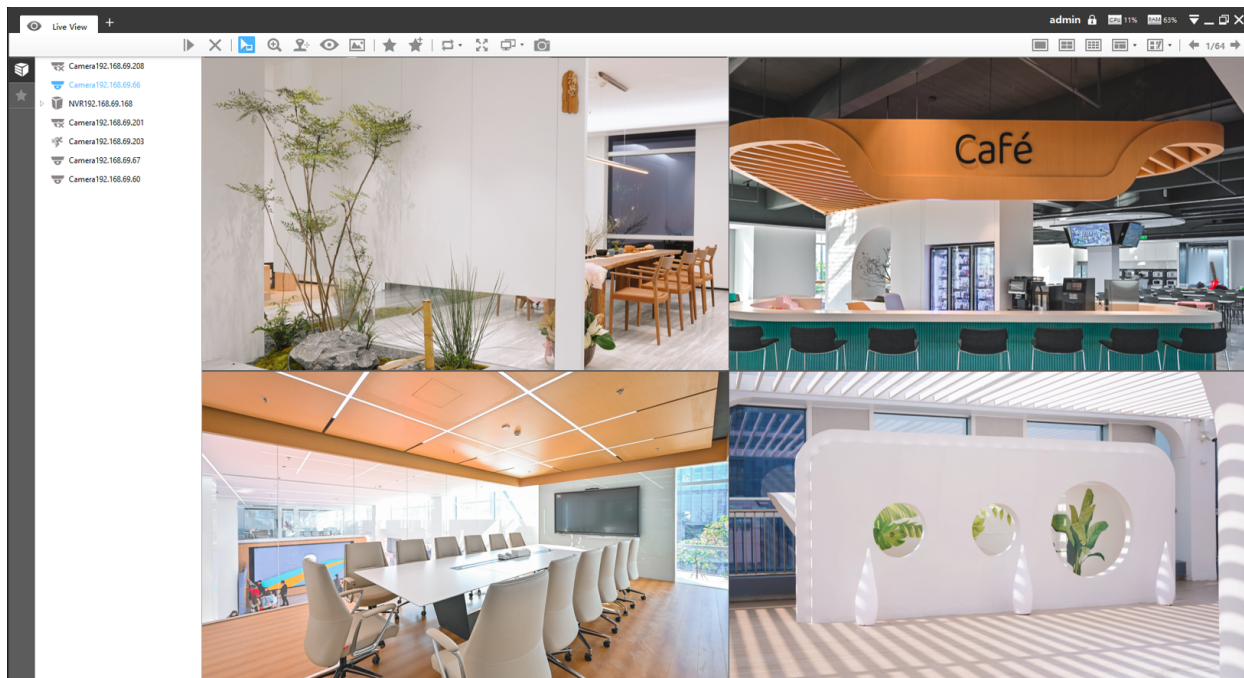 Live View
+
admin
CPU 11%
RAM 63%
1/64
Camera192.168.69.208
Camera192.168.69.66
NVR192.168.69.168
Camera192.168.69.201
Camera192.168.69.203
Camera192.168.69.67
Camera192.168.69.60
Café